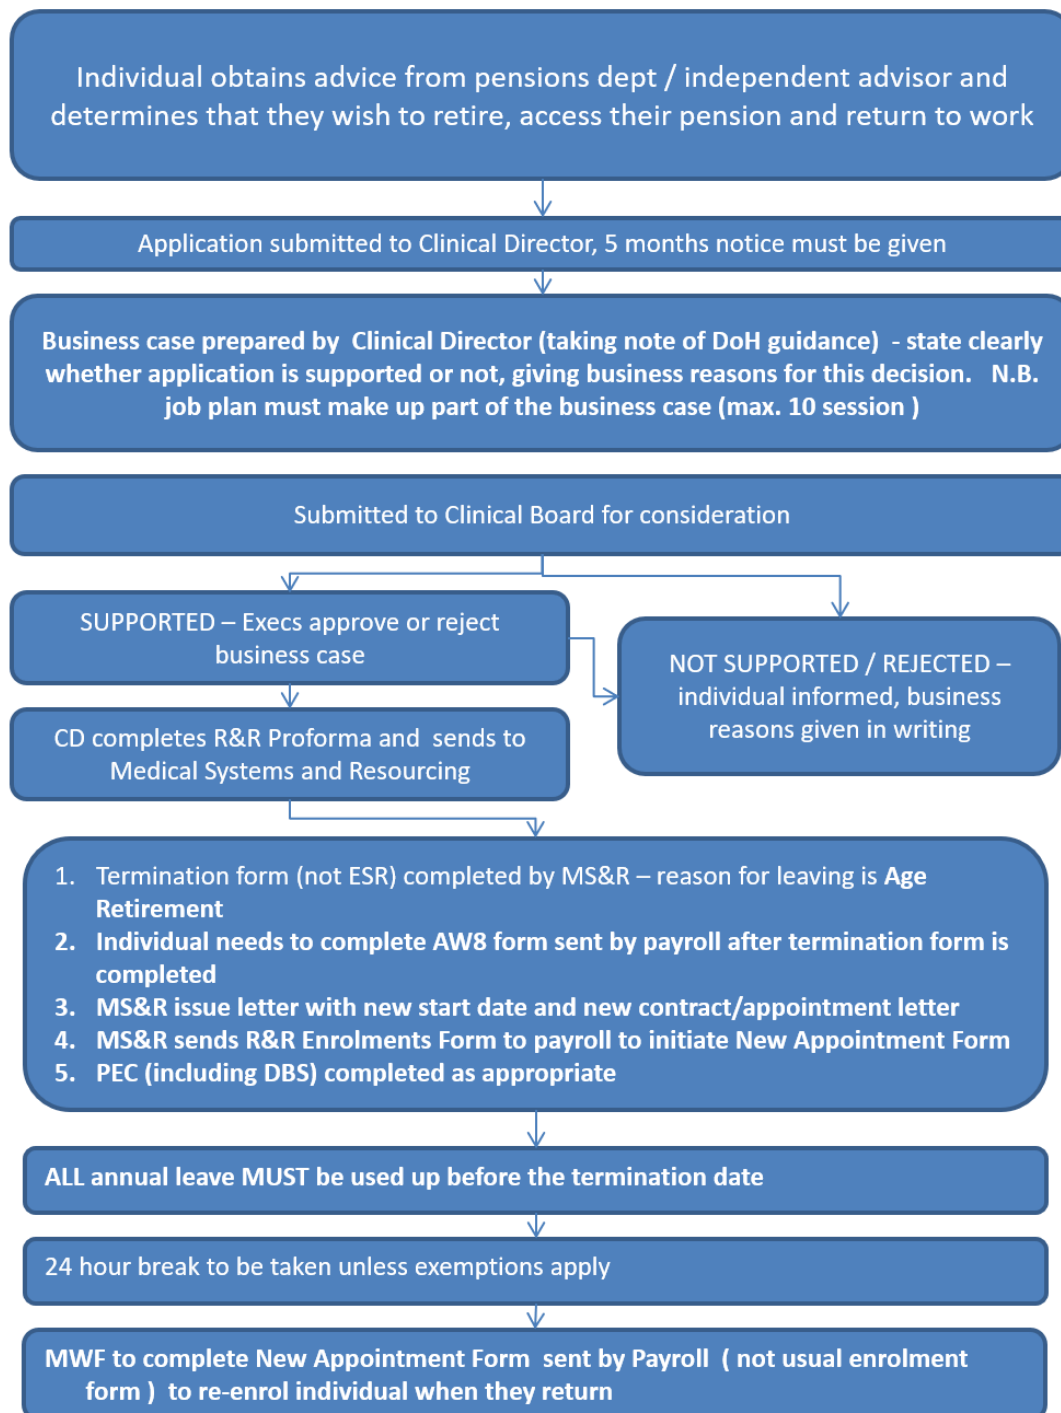 Individual obtains advice from pensions dept / independent advisor and
determines that they wish to retire, access their pension and return to work
Application submitted to Clinical Director, 5 months notice must be given
Business case prepared by Clinical Director (taking note of DoH guidance) - state clearly
whether application is supported or not, giving business reasons for this decision. N.B.
job plan must make up part of the business case (max. 10 session )
Submitted to Clinical Board for consideration
SUPPORTED – Execs approve or reject
business case
NOT SUPPORTED / REJECTED –
individual informed, business
reasons given in writing
CD completes R&R Proforma and sends to
Medical Systems and Resourcing
1. Termination form (not ESR) completed by MS&R – reason for leaving is Age
Retirement
2. Individual needs to complete AW8 form sent by payroll after termination form is
completed
3. MS&R issue letter with new start date and new contract/appointment letter
4. MS&R sends R&R Enrolments Form to payroll to initiate New Appointment Form
5. PEC (including DBS) completed as appropriate
ALL annual leave MUST be used up before the termination date
24 hour break to be taken unless exemptions apply
MWF to complete New Appointment Form sent by Payroll ( not usual enrolment
form ) to re-enrol individual when they return